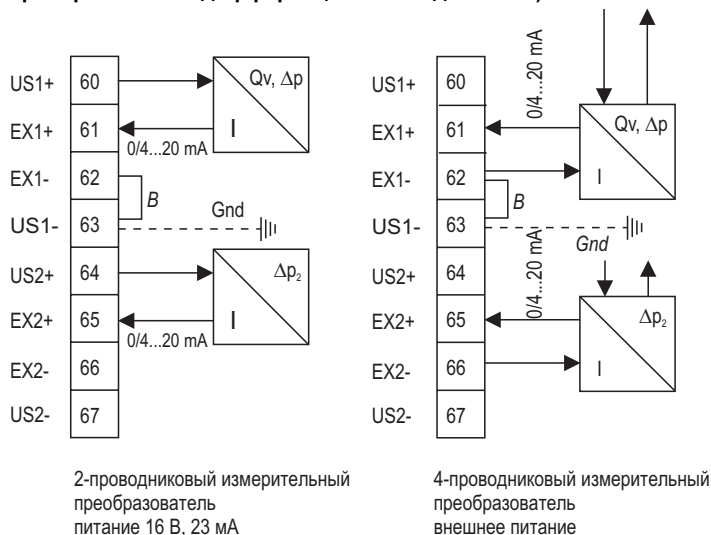 US1+ 60 Qv, Δp
EX1+ 61 I
0/4...20 mA
EX1- 62 B
US1- 63 Gnd
US2+ 64 Δp₂
EX2+ 65 I
0/4...20 mA
EX2- 66
US2- 67
2-проводниковый измерительный
преобразователь
питание 16 В, 23 мА
0/4...20 mA
US1+ 60
EX1+ 61 Qv, Δp
EX1- 62 I
B
US1- 63
Gnd
0/4...20 mA
US2+ 64
EX2+ 65 Δp₂
EX2- 66 I
US2- 67
4-проводниковый измерительный
преобразователь
внешнее питание